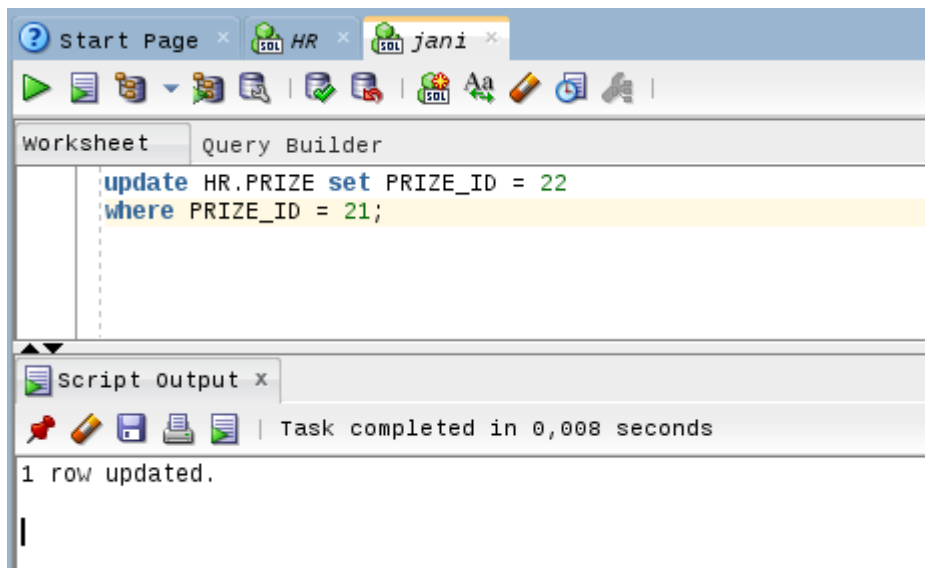 Start Page HR jani
Worksheet Query Builder
update HR.PRIZE set PRIZE_ID = 22
where PRIZE_ID = 21;
Script Output x
Task completed in 0,008 seconds
1 row updated.